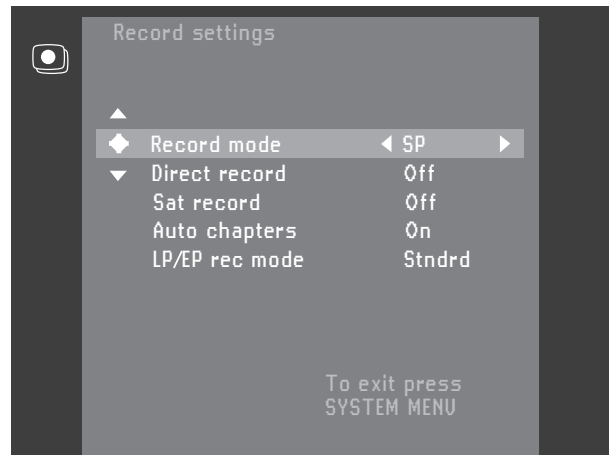 Record settings
Record mode SP
Direct record Off
Sat record Off
Auto chapters On
LP/EP rec mode Stndrd
To exit press
SYSTEM MENU